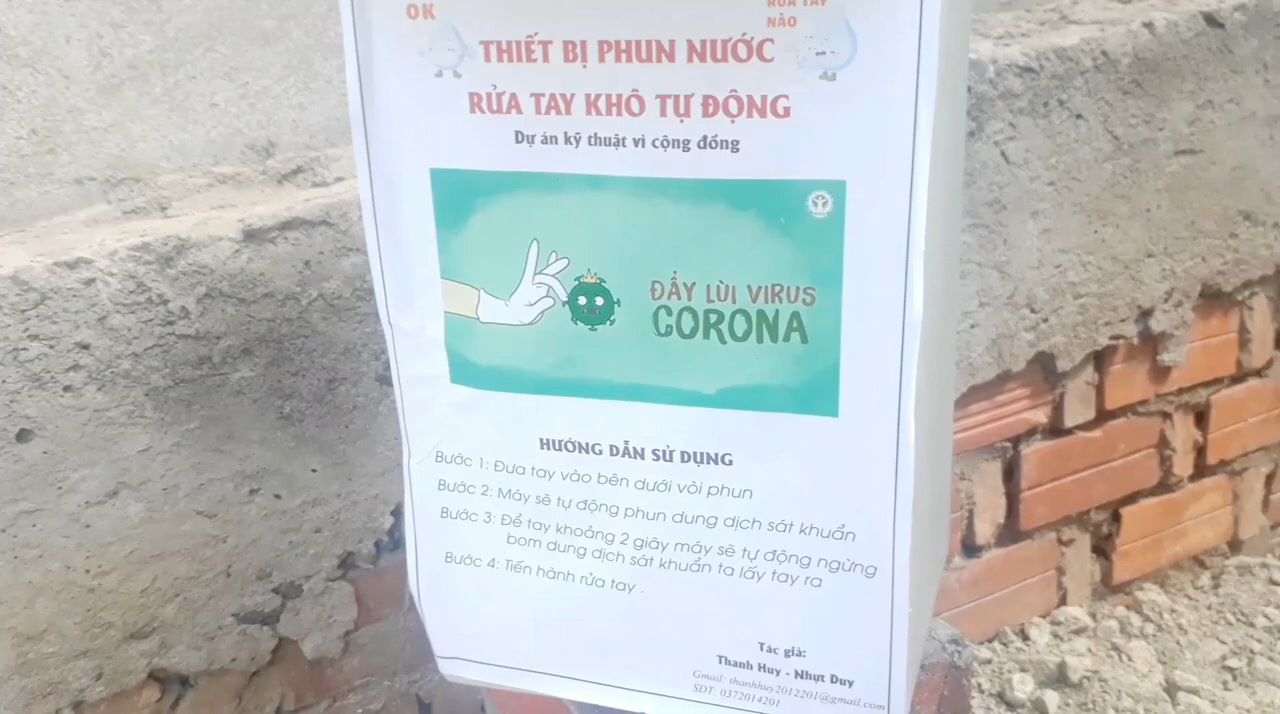 OK
RỬA TAY
NÀO
THIẾT BỊ PHUN NƯỚC
RỬA TAY KHÔ TỰ ĐỘNG
Dự án kỹ thuật vì cộng đồng
ĐẨY LÙI VIRUS
CORONA
HƯỚNG DẪN SỬ DỤNG
Bước 1: Đưa tay vào bên dưới vòi phun
Bước 2: Máy sẽ tự động phun dung dịch sát khuẩn
Bước 3: Để tay khoảng 2 giây máy sẽ tự động ngừng
bom dung dịch sát khuẩn ta lấy tay ra
Bước 4: Tiến hành rửa tay .
Tác giả:
Thanh Huy - Nhựt Duy
Gmail: thanhhuy2012201@gmail.com
SDT: 0372014201